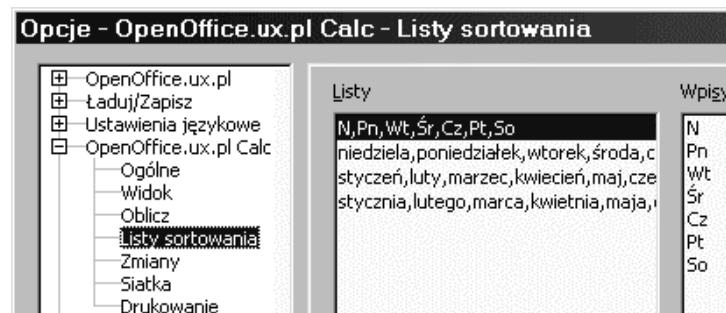 Opcje - OpenOffice.ux.pl Calc - Listy sortowania
OpenOffice.ux.pl
Ładuj/Zapisz
Ustawienia językowe
OpenOffice.ux.pl Calc
Ogólne
Widok
Oblicz
Listy sortowania
Zmiany
Siatka
Drukowanie
Listy
N,Pn,Wt,Śr,Cz,Pt,So
niedziela,poniedziałek,wtorek,środa,c
styczeń,luty,marzec,kwiecień,maj,cze
stycznia,lutego,marca,kwietnia,maja,
Wpisy
N
Pn
Wt
Śr
Cz
Pt
So